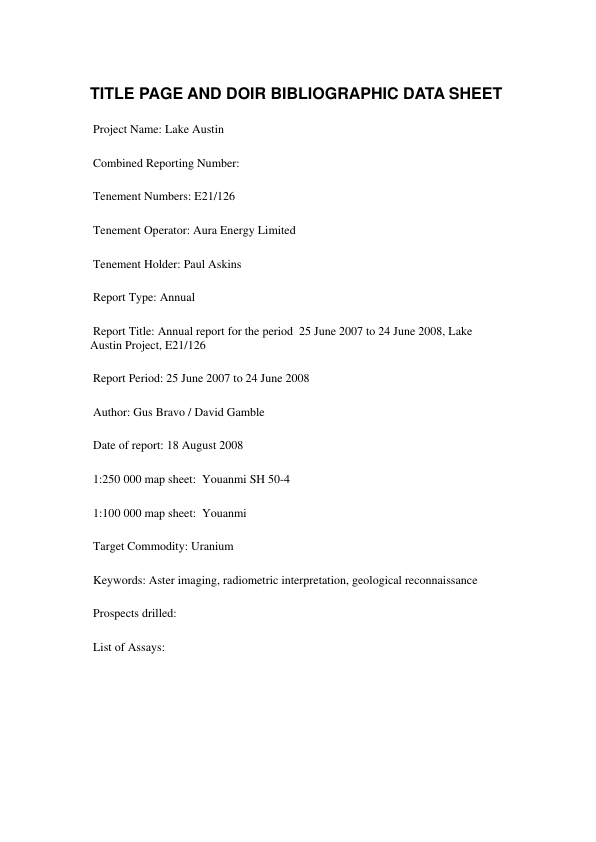 TITLE PAGE AND DOIR BIBLIOGRAPHIC DATA SHEET
Project Name: Lake Austin
Combined Reporting Number:
Tenement Numbers: E21/126
Tenement Operator: Aura Energy Limited
Tenement Holder: Paul Askins
Report Type: Annual
Report Title: Annual report for the period  25 June 2007 to 24 June 2008, Lake
Austin Project, E21/126
Report Period: 25 June 2007 to 24 June 2008
Author: Gus Bravo / David Gamble
Date of report: 18 August 2008
1:250 000 map sheet:  Youanmi SH 50-4
1:100 000 map sheet:  Youanmi
Target Commodity: Uranium
Keywords: Aster imaging, radiometric interpretation, geological reconnaissance
Prospects drilled:
List of Assays: